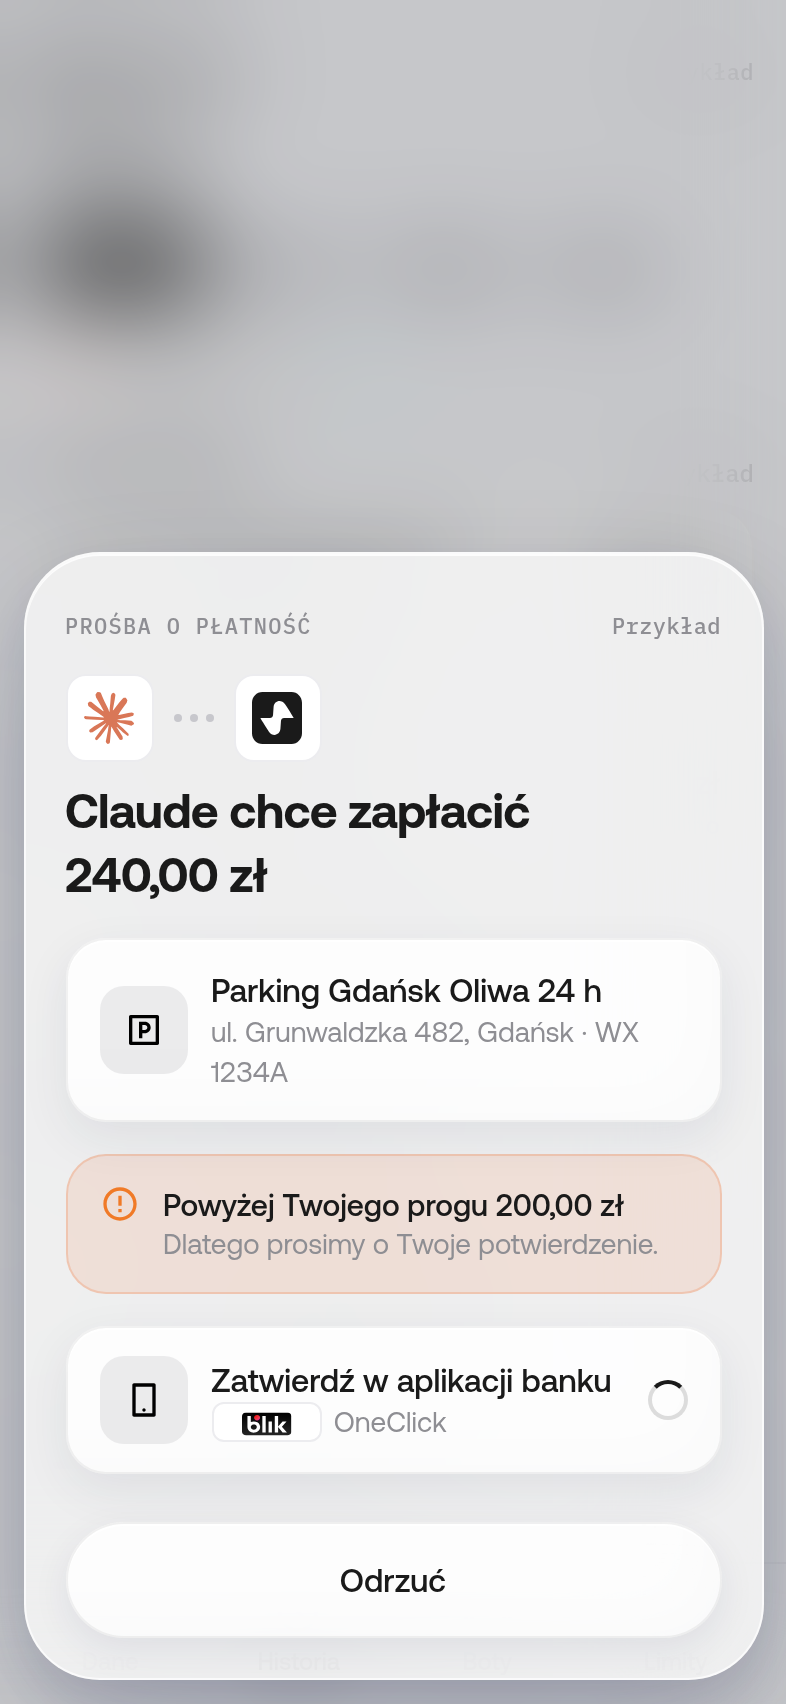 PROŚBA O PŁATNOŚĆ
Przykład
Claude chce zapłacić
240,00 zł
Parking Gdańsk Oliwa 24 h
ul. Grunwaldzka 482, Gdańsk · WX
1234A
Powyżej Twojego progu 200,00 zł
Dlatego prosimy o Twoje potwierdzenie.
Zatwierdź w aplikacji banku
blik OneClick
Odrzuć
Historia